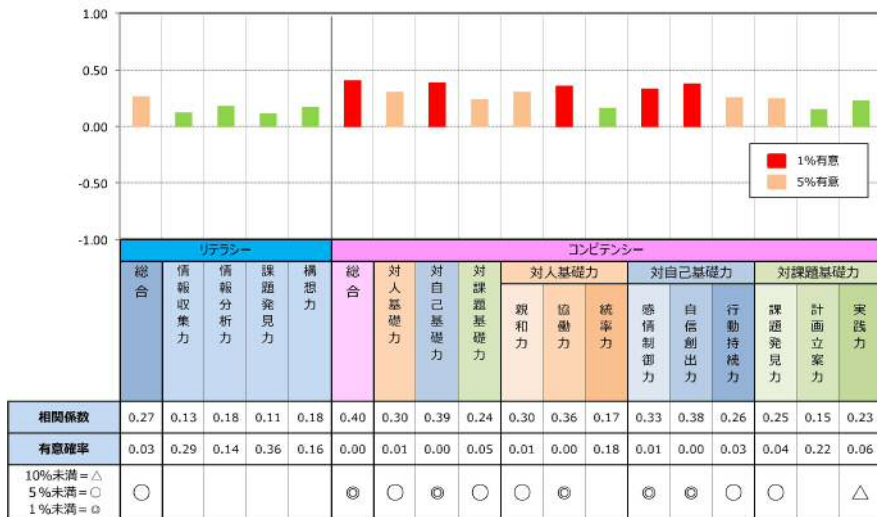 1.00
0.50
0.00
-0.50
-1.00
1%有意
5%有意
リテラシー コンピテンシー
総合 情報収集力 情報分析力 課題発見力 構想力 総合 対人基礎力 対自己基礎力 対課題基礎力 対人基礎力 対自己基礎力 対課題基礎力
親和力 協働力 統率力 感情制御力 自信創出力 行動持続力 課題発見力 計画立案力 実践力
相関係数 0.27 0.13 0.18 0.11 0.18 0.40 0.30 0.39 0.24 0.30 0.36 0.17 0.33 0.38 0.26 0.25 0.15 0.23
有意確率 0.03 0.29 0.14 0.36 0.16 0.00 0.01 0.00 0.05 0.01 0.00 0.18 0.01 0.00 0.03 0.04 0.22 0.06
10%未満=△
5%未満=○
1%未満=◎
○ ◎ ○ ◎ ○ ○ ◎ ◎ ◎ ○ ○ △